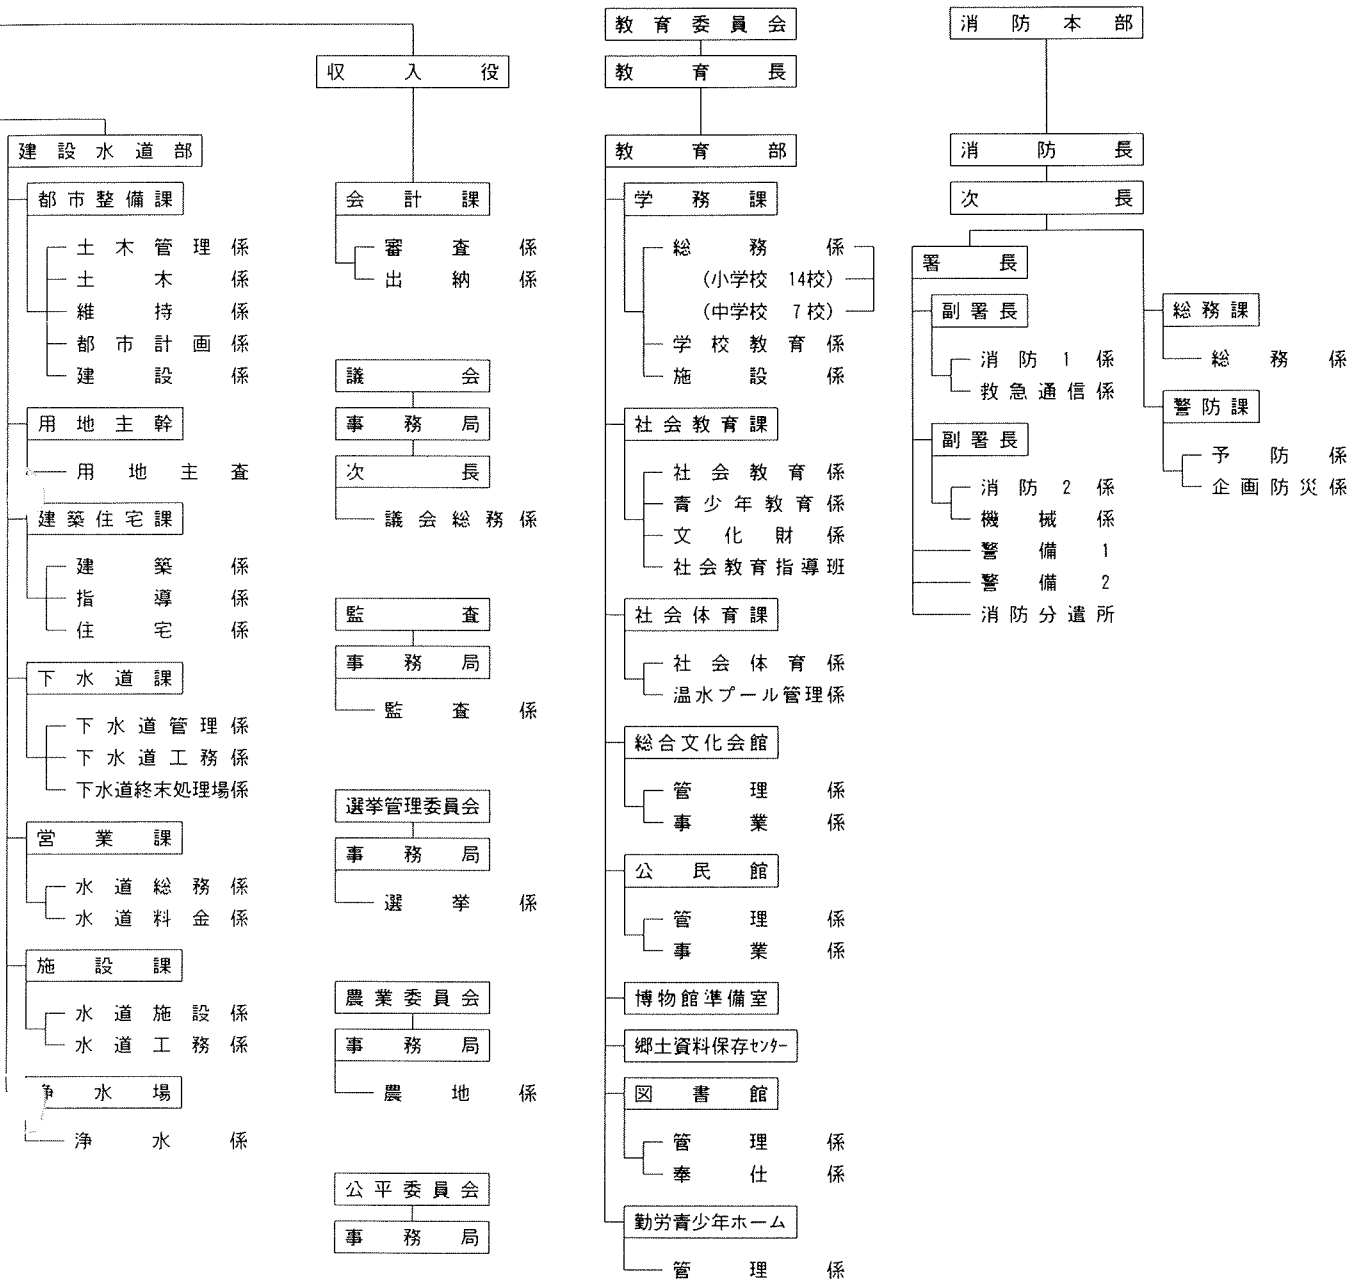 建設水道部
都市整備課
土木管理係
土木係
維持係
都市計画係
建設係
用地主幹
用地主査
建築住宅課
建築係
指導係
住宅係
下水道課
下水道管理係
下水道工務係
下水道終末処理場係
営業課
水道総務係
水道料金係
施設課
水道施設係
水道工務係
浄水場
浄水係
収入役
会計課
審査係
出納係
議会
事務局
次長
議会総務係
監査
事務局
監査係
選挙管理委員会
事務局
選挙係
農業委員会
事務局
農地係
公平委員会
事務局
教育委員会
教育長
教育部
学務課
総務係
(小学校 14校)
(中学校 7校)
学校教育係
施設係
社会教育課
社会教育係
青少年教育係
文化財係
社会教育指導班
社会体育課
社会体育係
温水プール管理係
総合文化会館
管理係
事業係
公民館
管理係
事業係
博物館準備室
郷土資料保存センター
図書館
管理係
奉仕係
勤労青少年ホーム
管理係
消防本部
消防長
次長
署長
副署長
消防1係
救急通信係
副署長
消防2係
機械係
警備1
警備2
消防分遣所
総務課
総務係
警防課
予防係
企画防災係